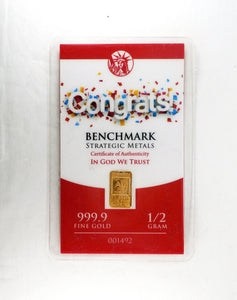 Congrats
BENCHMARK
STRATEGIC METALS
Certificate of Authenticity
IN GOD WE TRUST
999.9
FINE GOLD
1/2
GRAM
001492